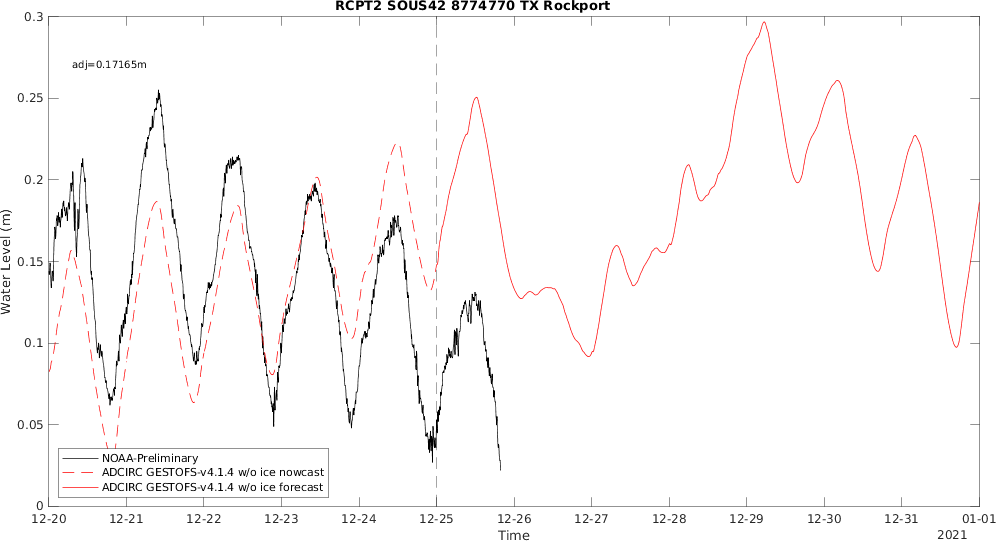 RCPT2 SOUS42 8774770 TX Rockport
0.3
adj=0.17165m
0.25
0.2
0.15
0.1
0.05
0
Water Level (m)
NOAA-Preliminary
ADCIRC GESTOFS-v4.1.4 w/o ice nowcast
ADCIRC GESTOFS-v4.1.4 w/o ice forecast
12-20 12-21 12-22 12-23 12-24 12-25 12-26 12-27 12-28 12-29 12-30 12-31 01-01
Time
2021